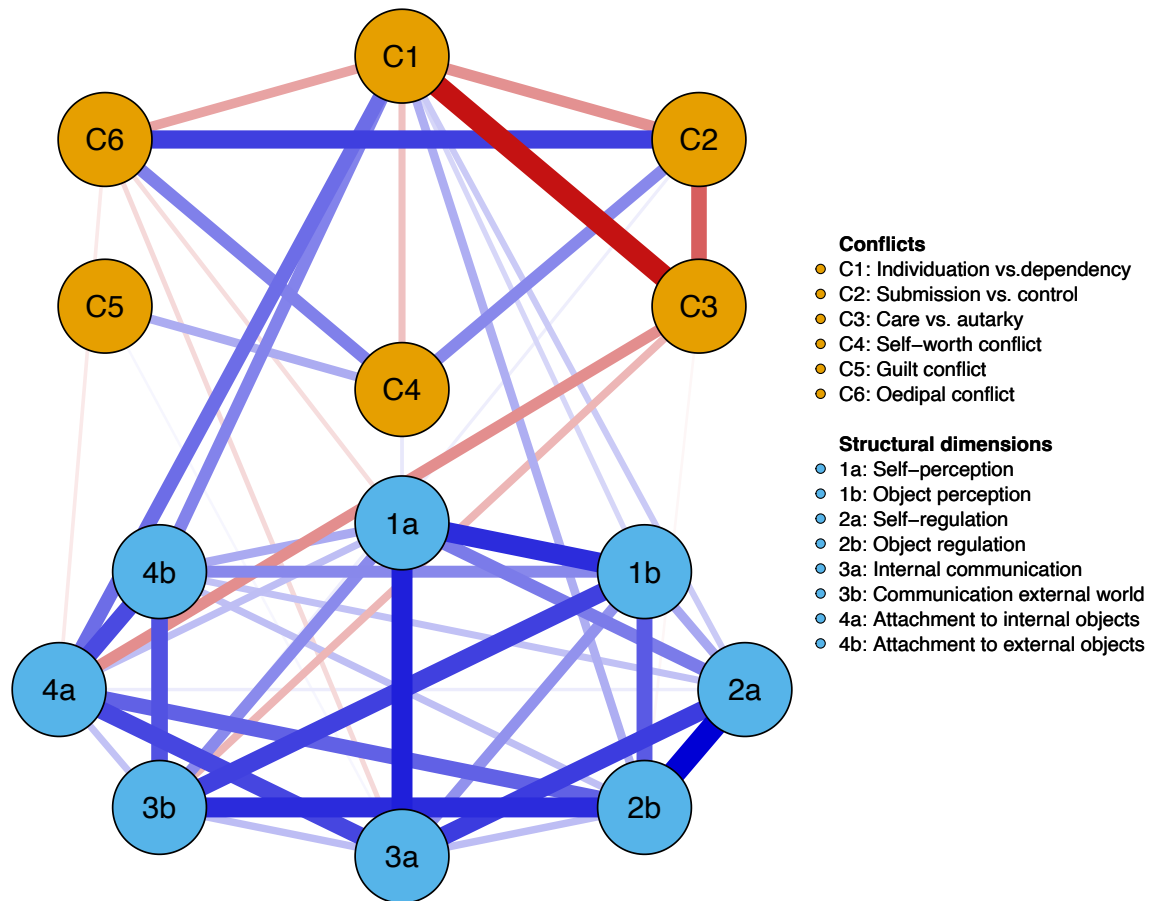 C1
C6
C2
C5
C3
C4
1a
4b
1b
4a
2a
3b
2b
3a
Conflicts
C1: Individuation vs.dependency
C2: Submission vs. control
C3: Care vs. autarky
C4: Self-worth conflict
C5: Guilt conflict
C6: Oedipal conflict
Structural dimensions
1a: Self−perception
1b: Object perception
2a: Self−regulation
2b: Object regulation
3a: Internal communication
3b: Communication external world
4a: Attachment to internal objects
4b: Attachment to external objects